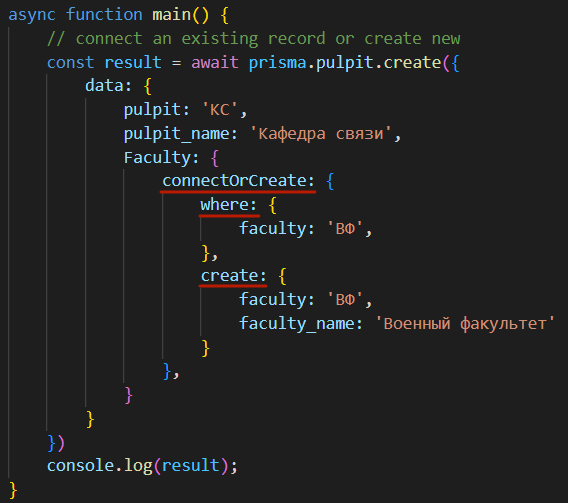 async function main() {
    // connect an existing record or create new
    const result = await prisma.pulpit.create({
        data: {
            pulpit: 'КС',
            pulpit_name: 'Кафедра связи',
            Faculty: {
                connectOrCreate: {
                    where: {
                        faculty: 'ВФ',
                    },
                    create: {
                        faculty: 'ВФ',
                        faculty_name: 'Военный факультет'
                    }
                },
            }
        }
    })
    console.log(result);
}